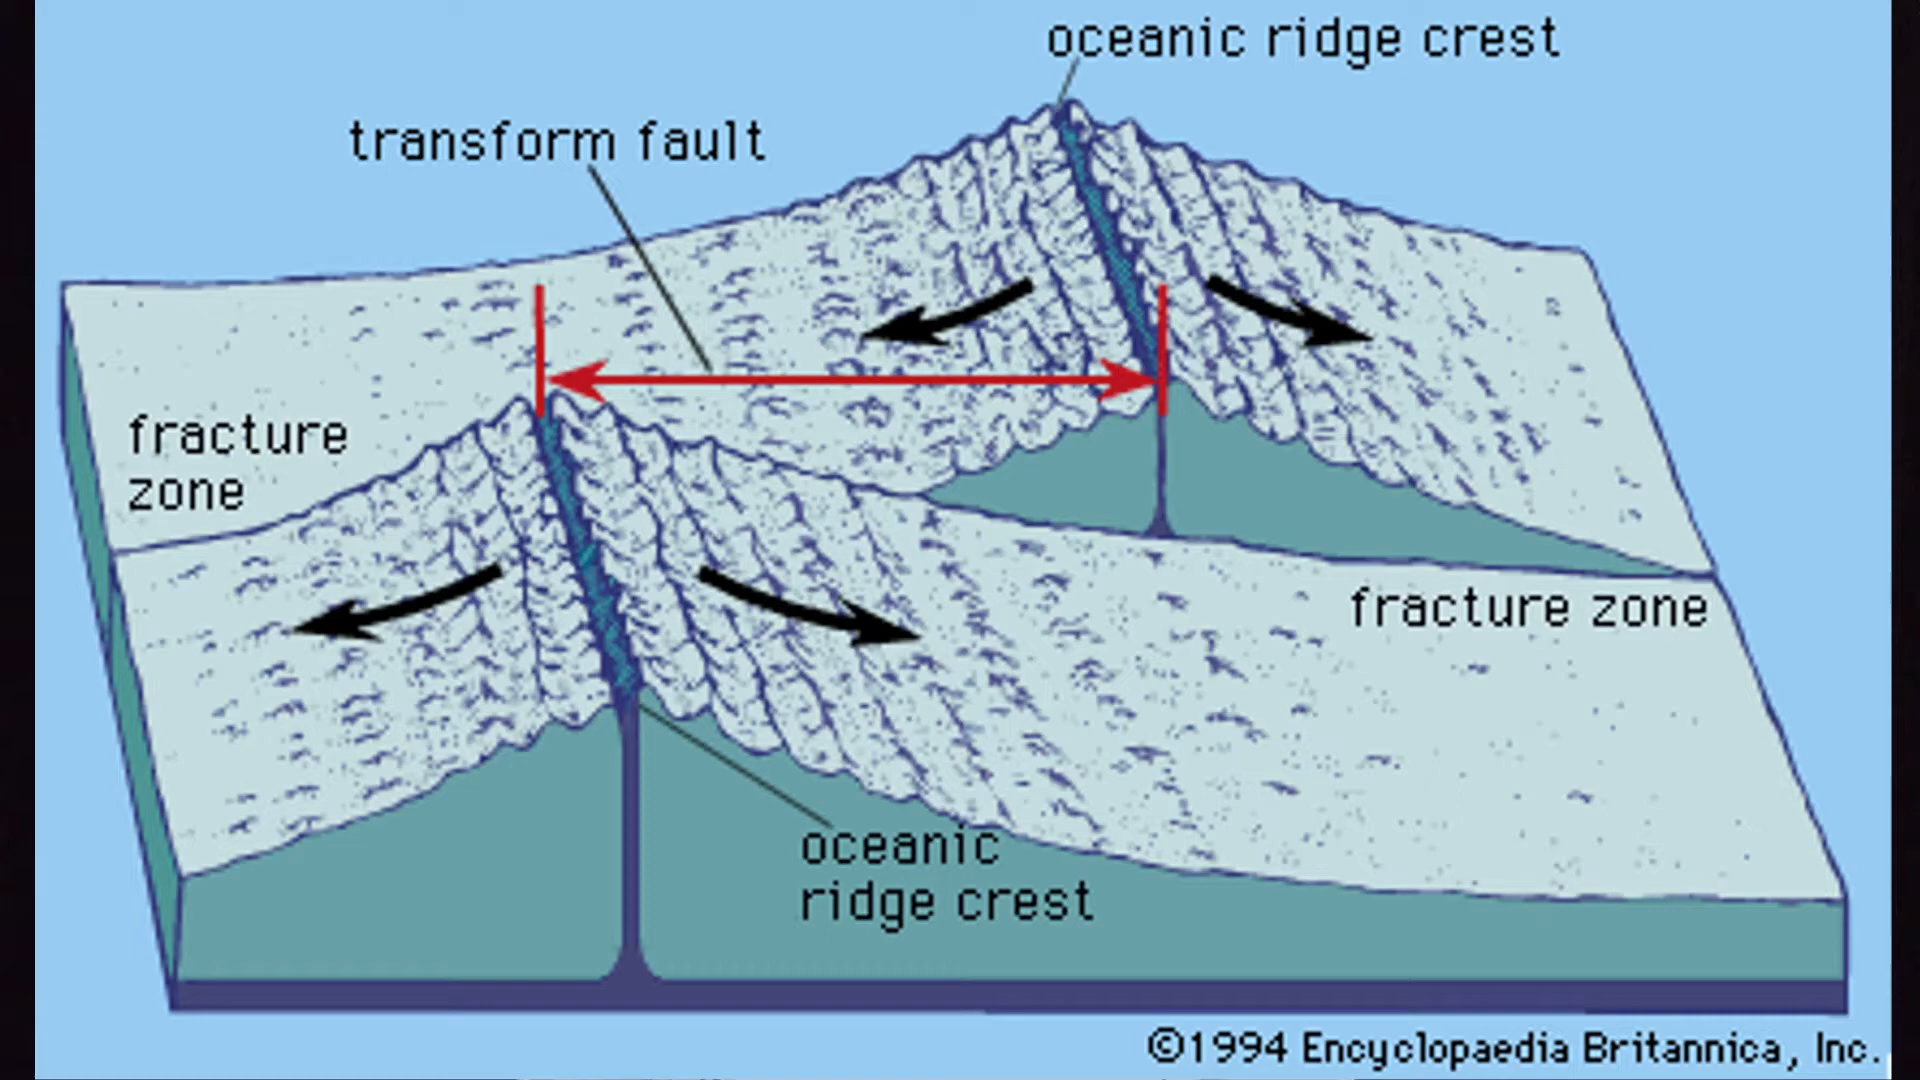 oceanic ridge crest
transform fault
fracture
zone
fracture zone
oceanic
ridge crest
©1994 Encyclopaedia Britannica, Inc.